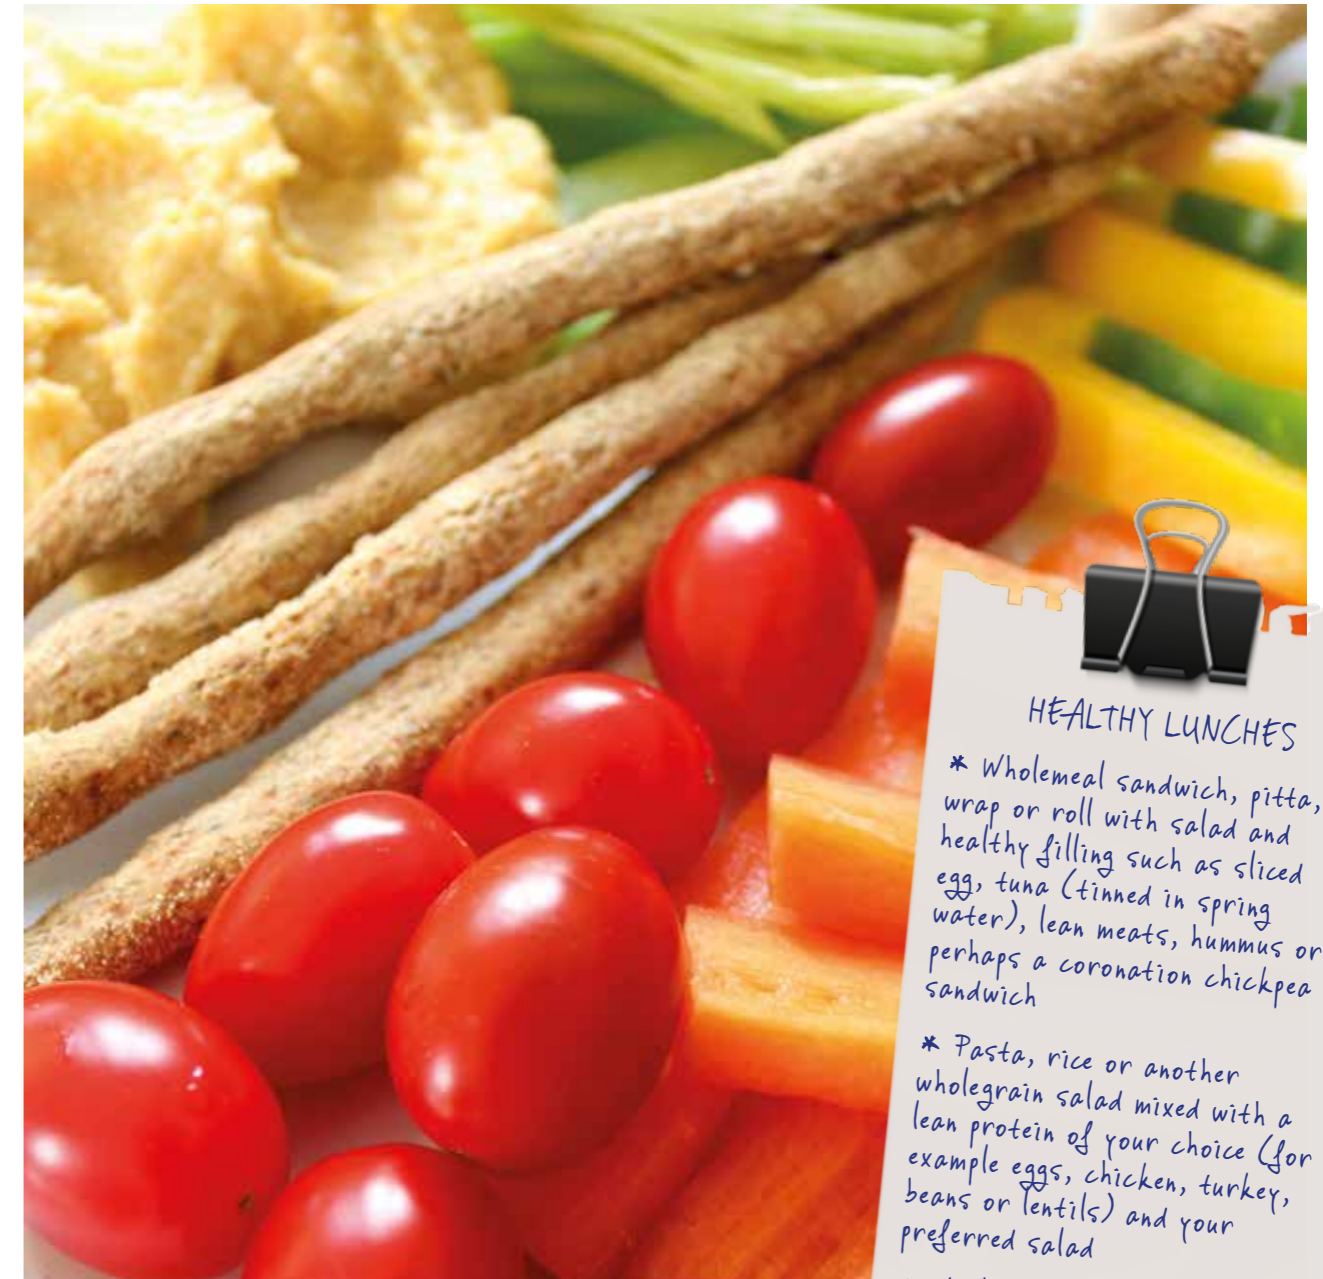 HEALTHY LUNCHES
* Wholemeal sandwich, pitta,
wrap or roll with salad and
healthy filling such as sliced
egg, tuna (tinned in spring
water), lean meats, hummus or
perhaps a coronation chickpea
sandwich
* Pasta, rice or another
wholegrain salad mixed with a
lean protein of your choice (for
example eggs, chicken, turkey,
beans or lentils) and your
preferred salad